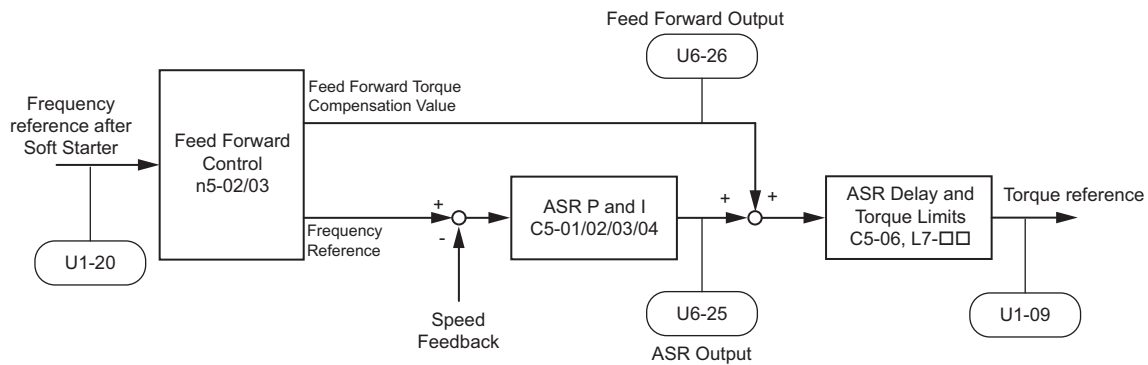 Feed Forward Output
U6-26
Feed Forward Torque
Compensation Value
Frequency
reference after
Soft Starter
Feed Forward
Control
n5-02/03
+
+
+
-
ASR P and I
C5-01/02/03/04
ASR Delay and
Torque Limits
C5-06, L7-□□
Torque reference
Frequency
Reference
U1-20
Speed
Feedback
U6-25
ASR Output
U1-09